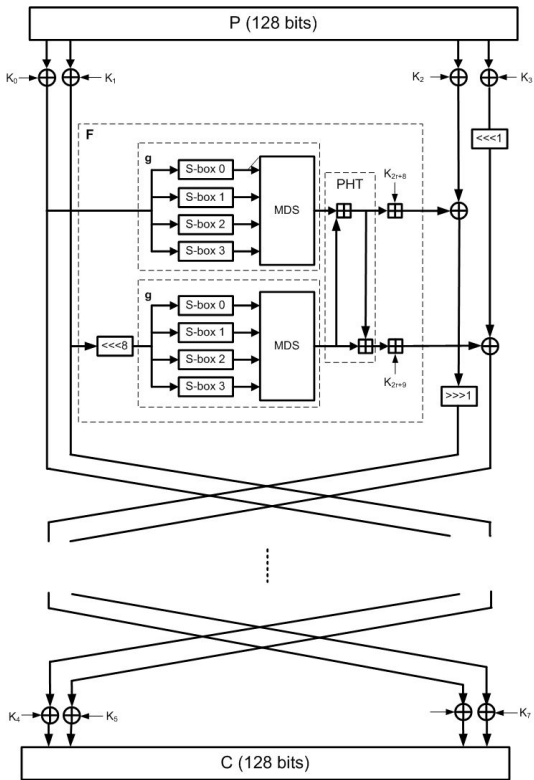 P (128 bits)
K0 K1 K2 K3
F
<<<1
g
S-box 0
S-box 1
S-box 2
S-box 3
MDS
PHT
K2r+8
g
<<<8
S-box 0
S-box 1
S-box 2
S-box 3
MDS
K2r+9
>>>1
K4 K5 K7
C (128 bits)